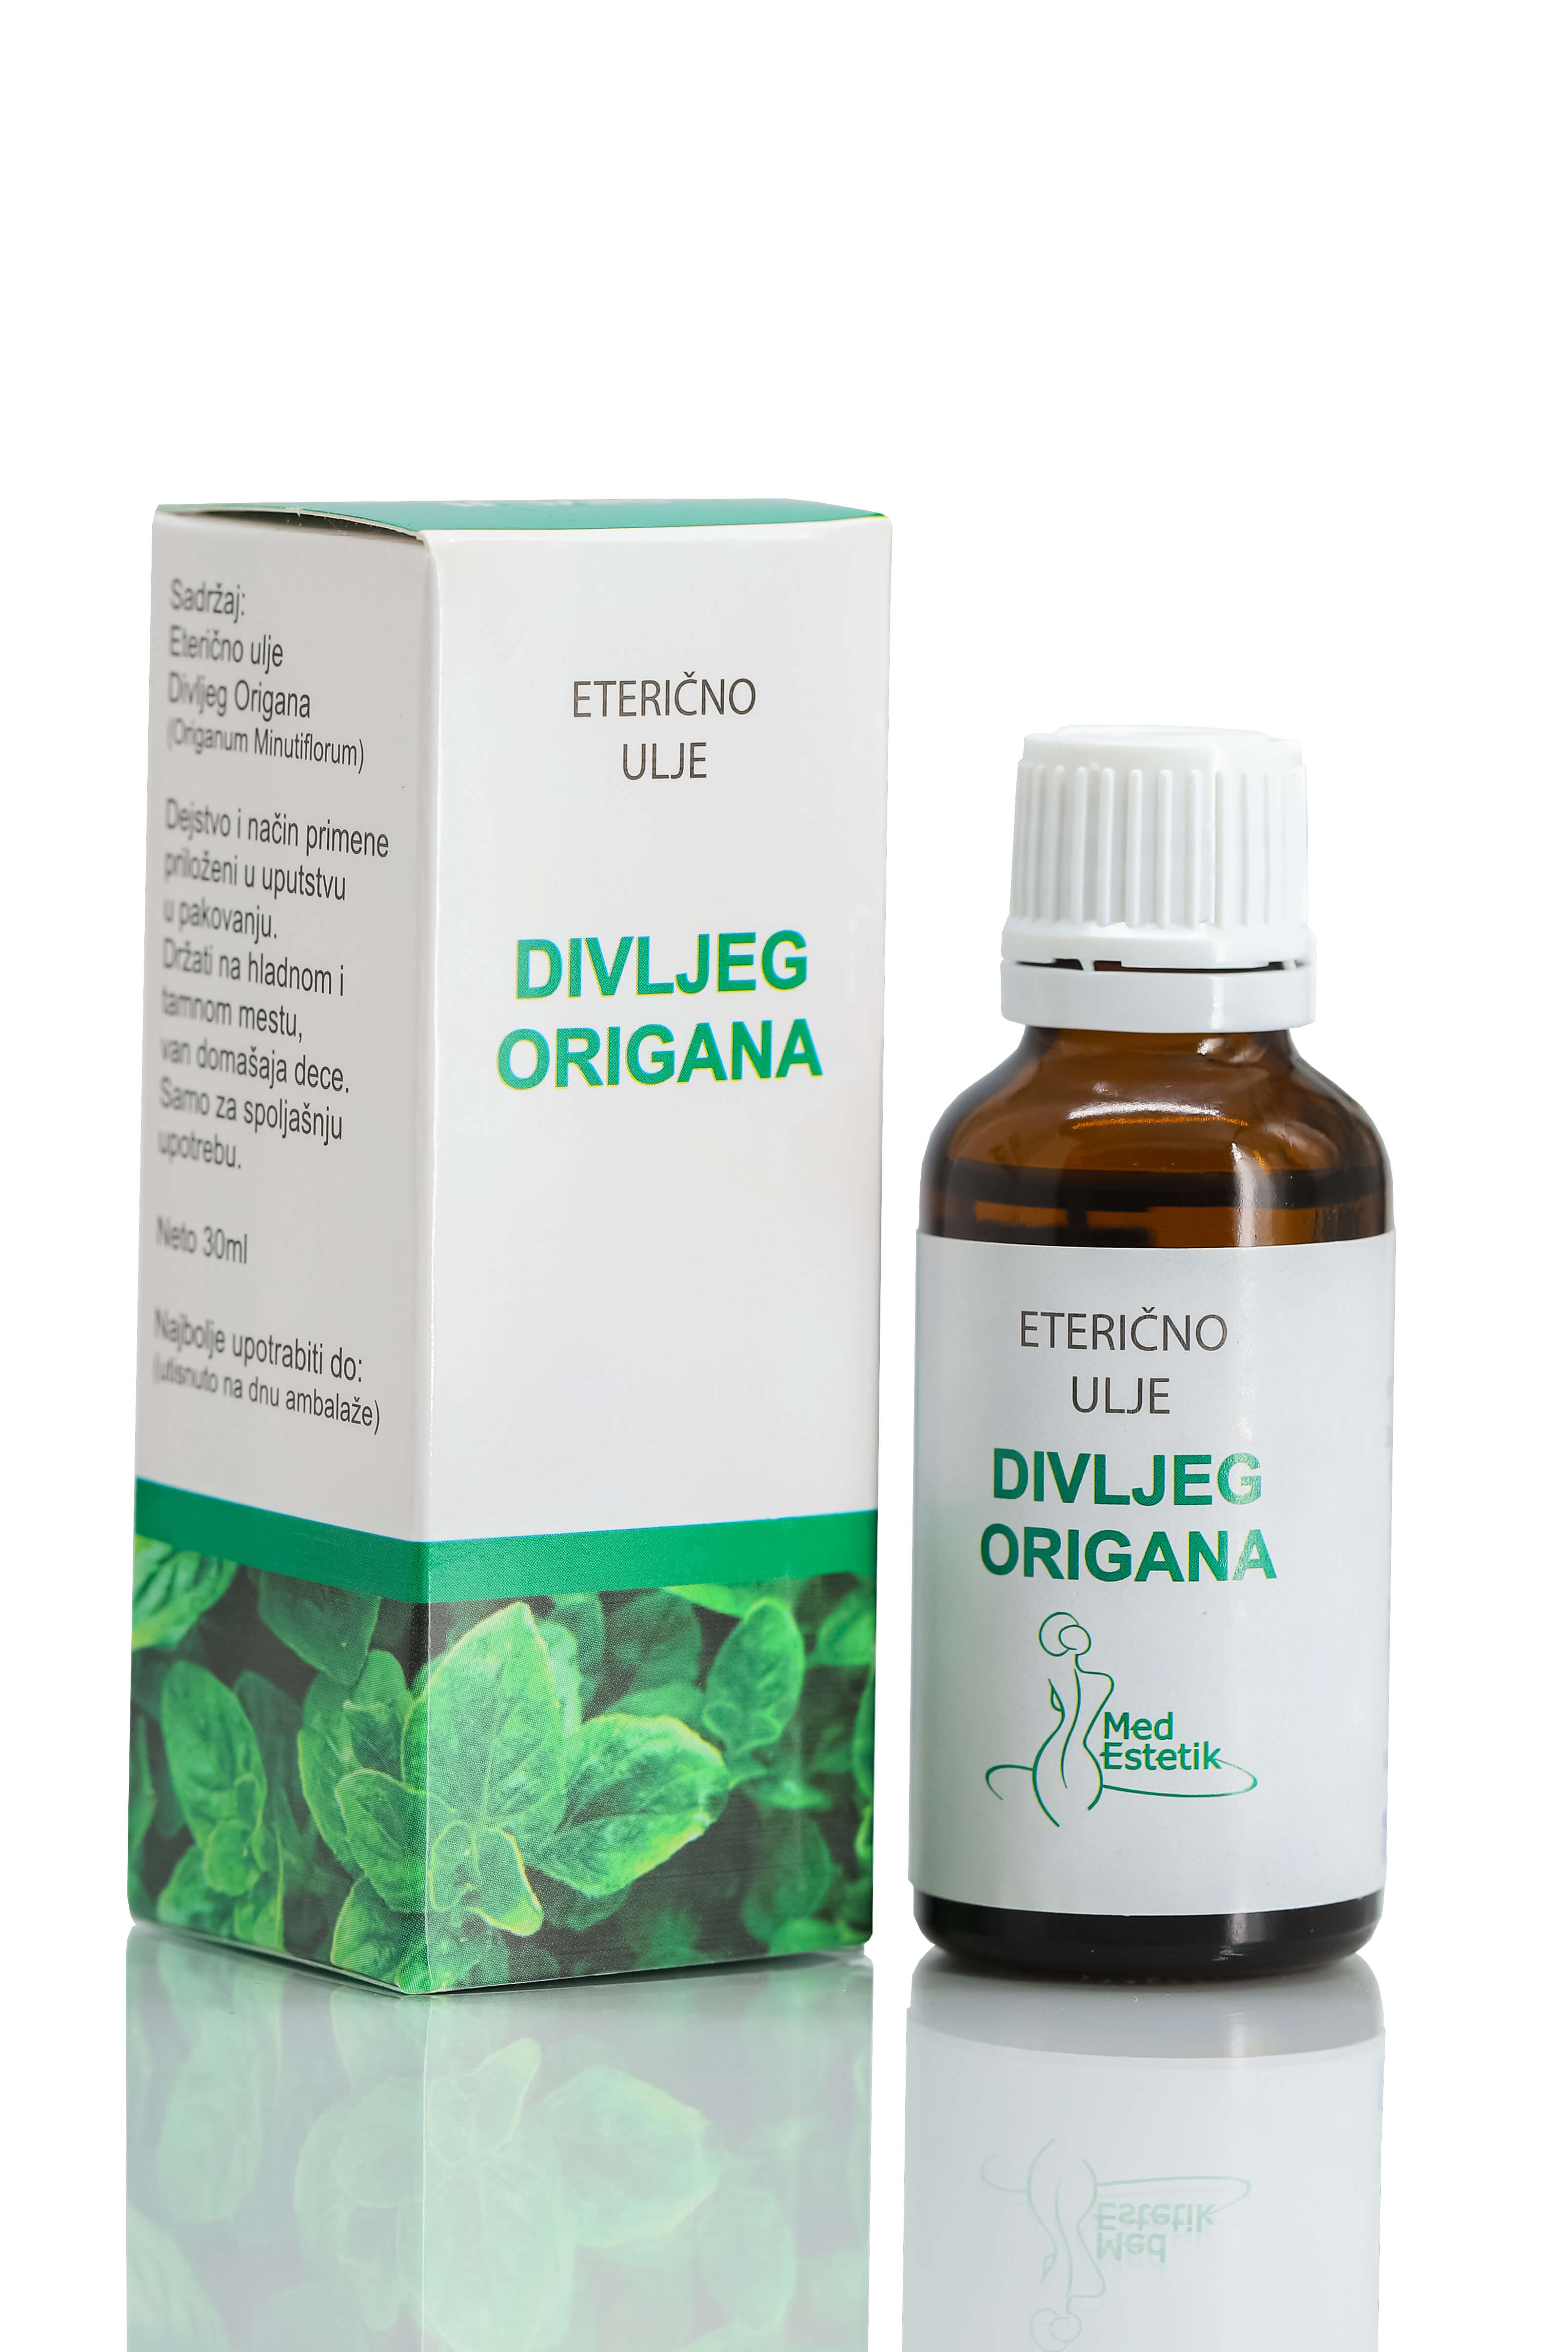 Sadržaj:
Eterično ulje
Divljeg Origana
(Origanum Minutiflorum)
Dejstvo i način primene
priloženi u uputstvu
u pakovanju.
Držati na hladnom i
tamnom mestu,
van domašaja dece.
Samo za spoljašnju
upotrebu.
Neto 30ml
Najbolje upotrabiti do:
(utisnuto na dnu ambalaže)
ETERIČNO
ULJE
DIVLJEG
ORIGANA
ETERIČNO
ULJE
DIVLJEG
ORIGANA
Med
Estetik